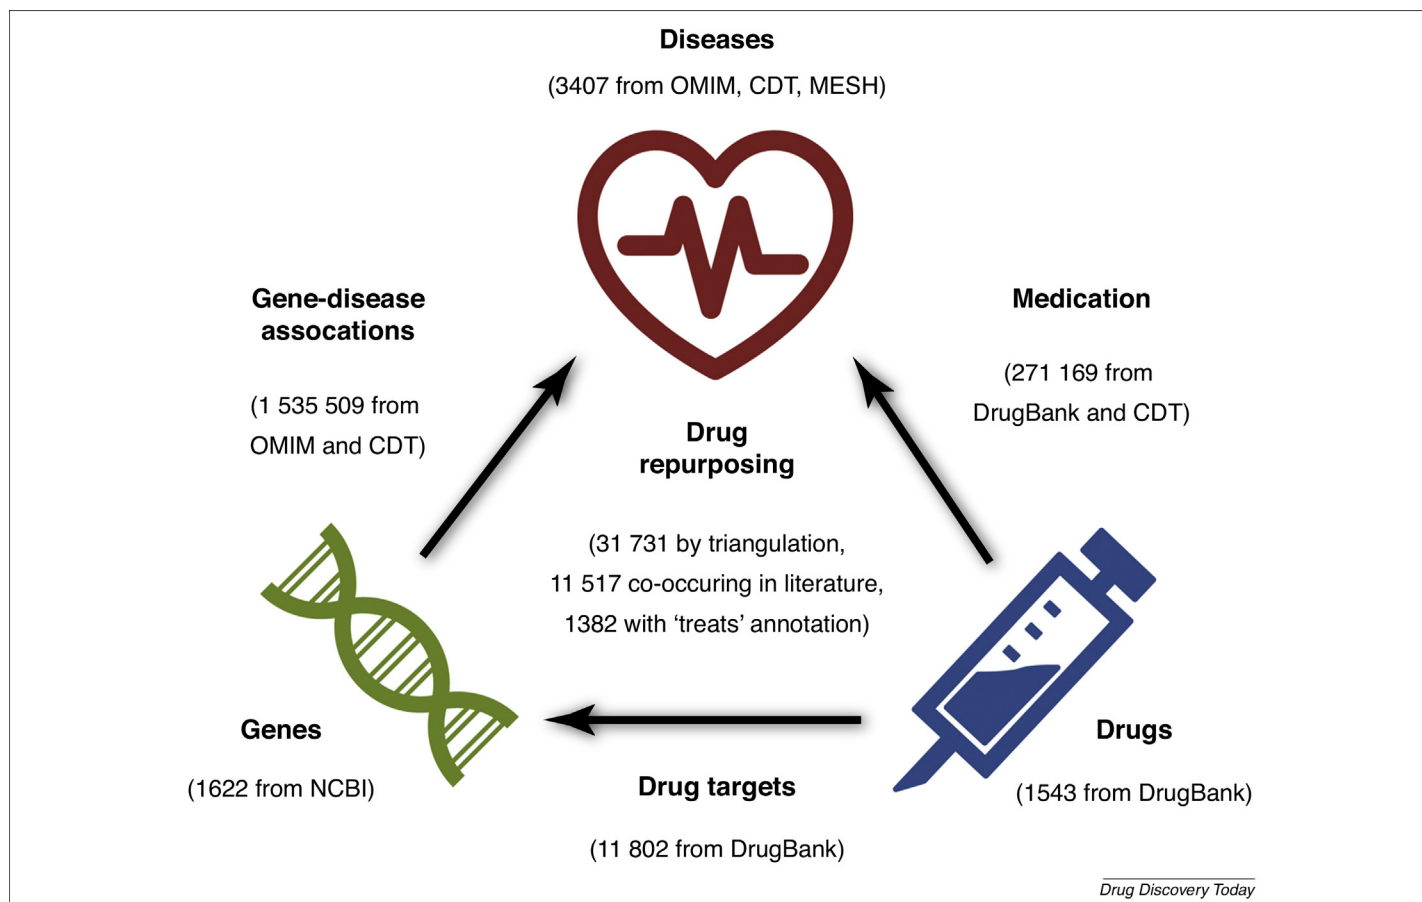 Diseases
(3407 from OMIM, CDT, MESH)
Gene-disease
assocations
(1 535 509 from
OMIM and CDT)
Medication
(271 169 from
DrugBank and CDT)
Drug
repurposing
(31 731 by triangulation,
11 517 co-occuring in literature,
1382 with ‘treats’ annotation)
Genes
(1622 from NCBI)
Drug targets
(11 802 from DrugBank)
Drugs
(1543 from DrugBank)
Drug Discovery Today